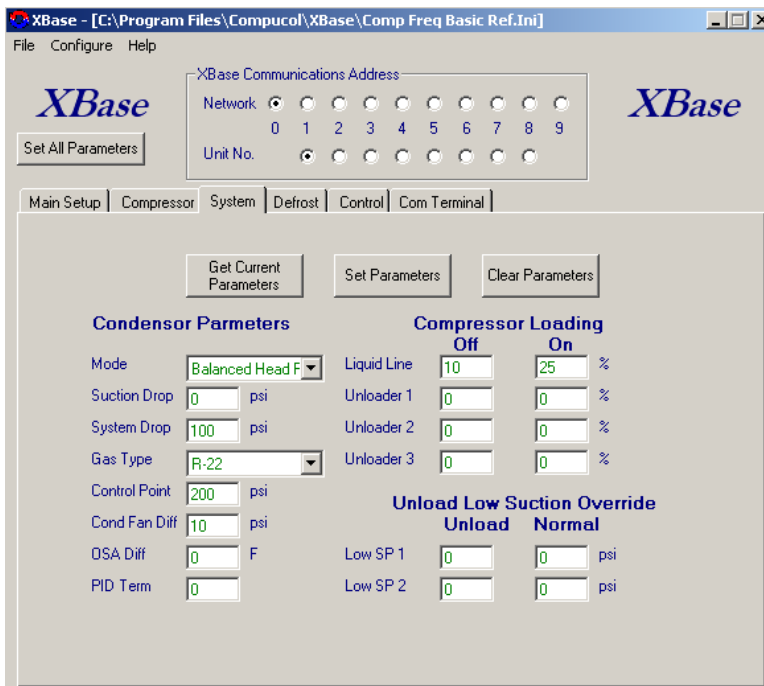 XBase - [C:\Program Files\Compucol\XBase\Comp Freq Basic Ref.Ini]
File Configure Help
XBase Communications Address
XBase
Network
XBase
0 1 2 3 4 5 6 7 8 9
Set All Parameters
Unit No.
Main Setup Compressor System Defrost Control Com Terminal
Get Current Parameters Set Parameters Clear Parameters
Condensor Parmeters Compressor Loading
Off On
Mode Balanced Head F Liquid Line 10 25 %
Suction Drop 0 psi Unloader 1 0 0 %
System Drop 100 psi Unloader 2 0 0 %
Gas Type R-22 Unloader 3 0 0 %
Control Point 200 psi
Unload Low Suction Override
Cond Fan Diff 10 psi Unload Normal
OSA Diff 0 F Low SP 1 0 0 psi
PID Term 0 Low SP 2 0 0 psi